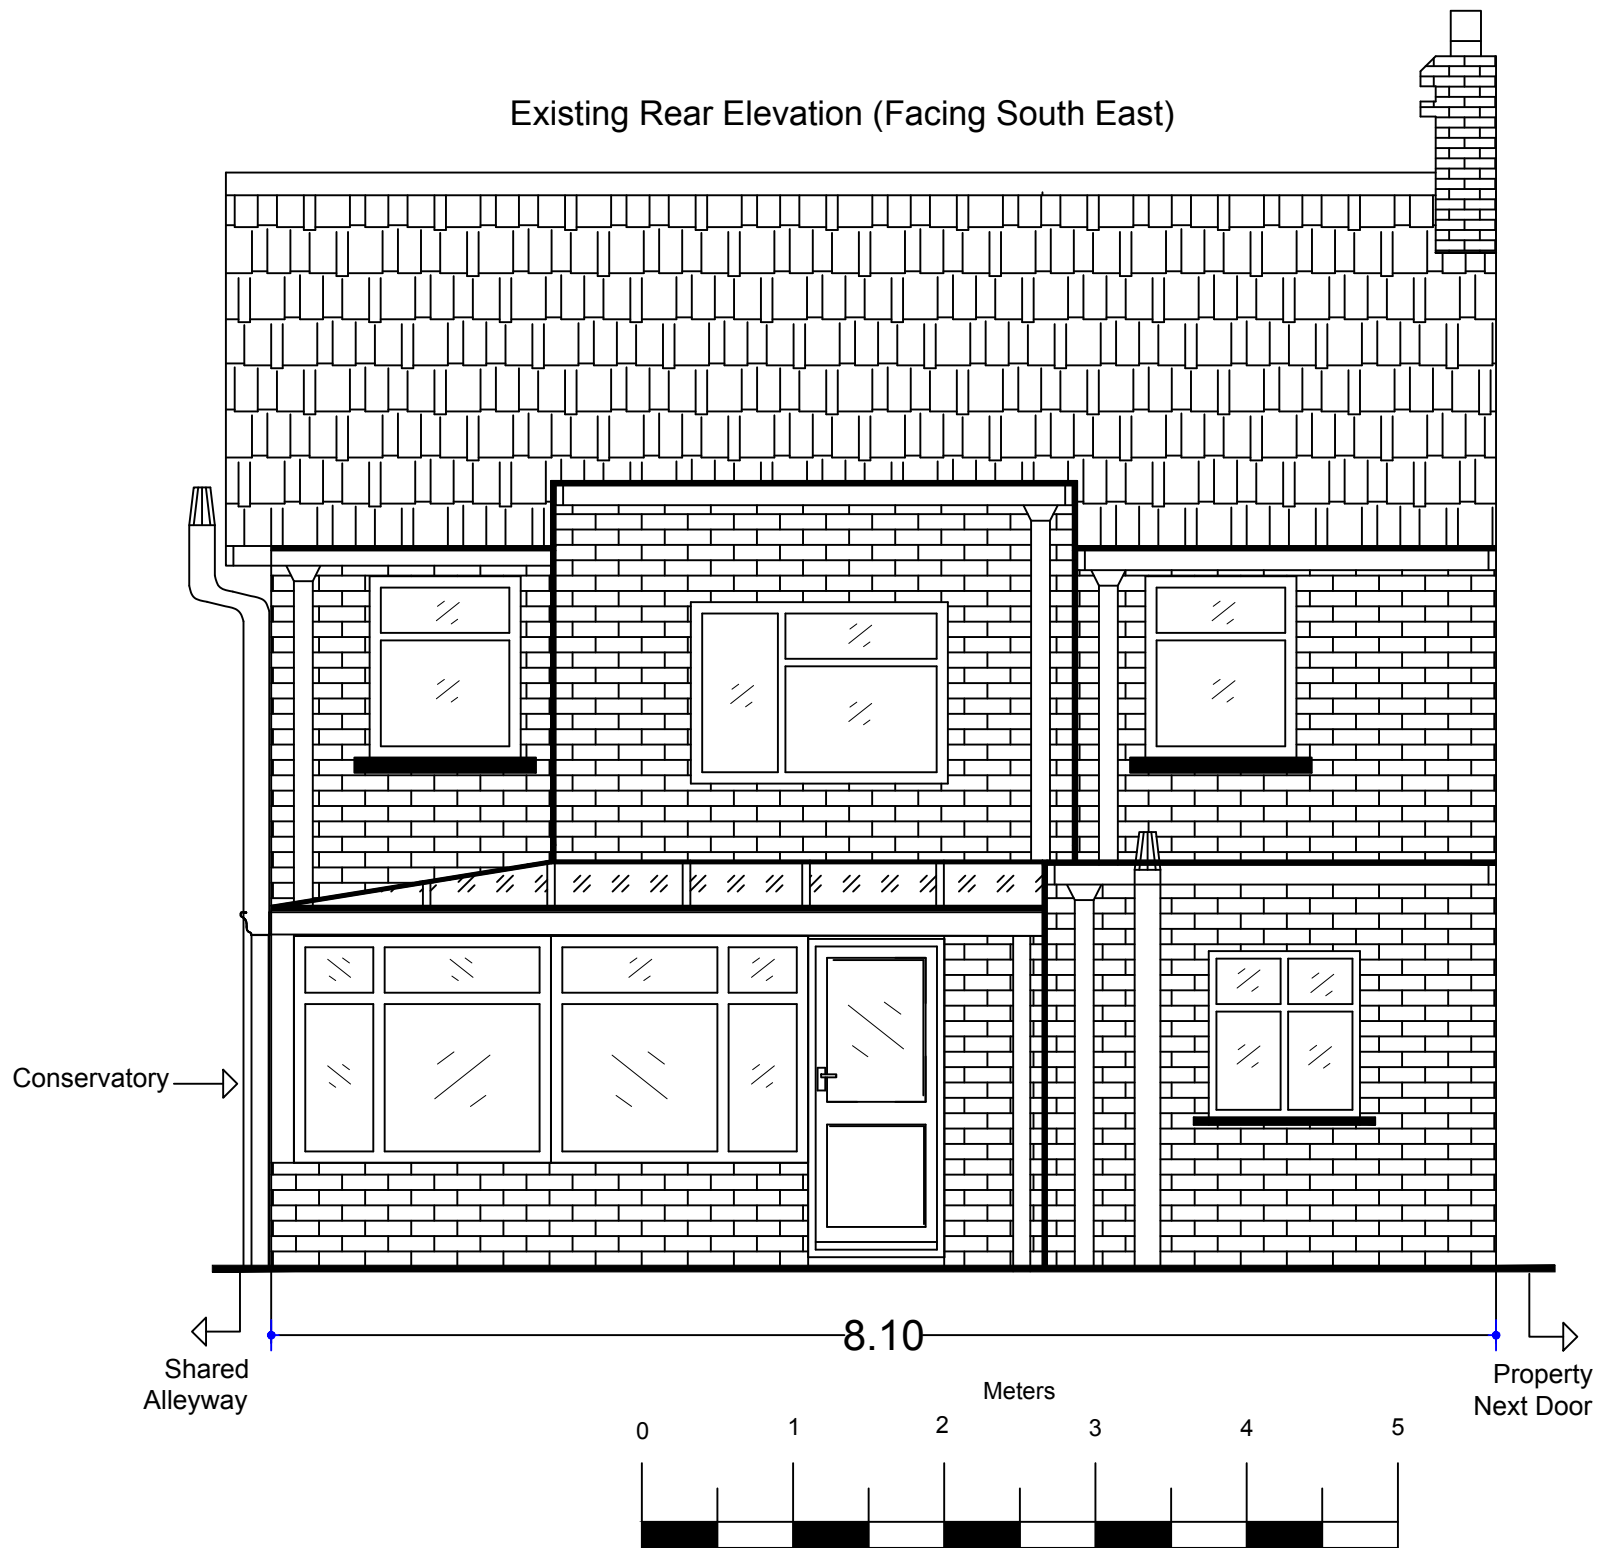 Existing Rear Elevation (Facing South East)
Conservatory
8.10
Shared
Alleyway
Property
Next Door
Meters
0 1 2 3 4 5